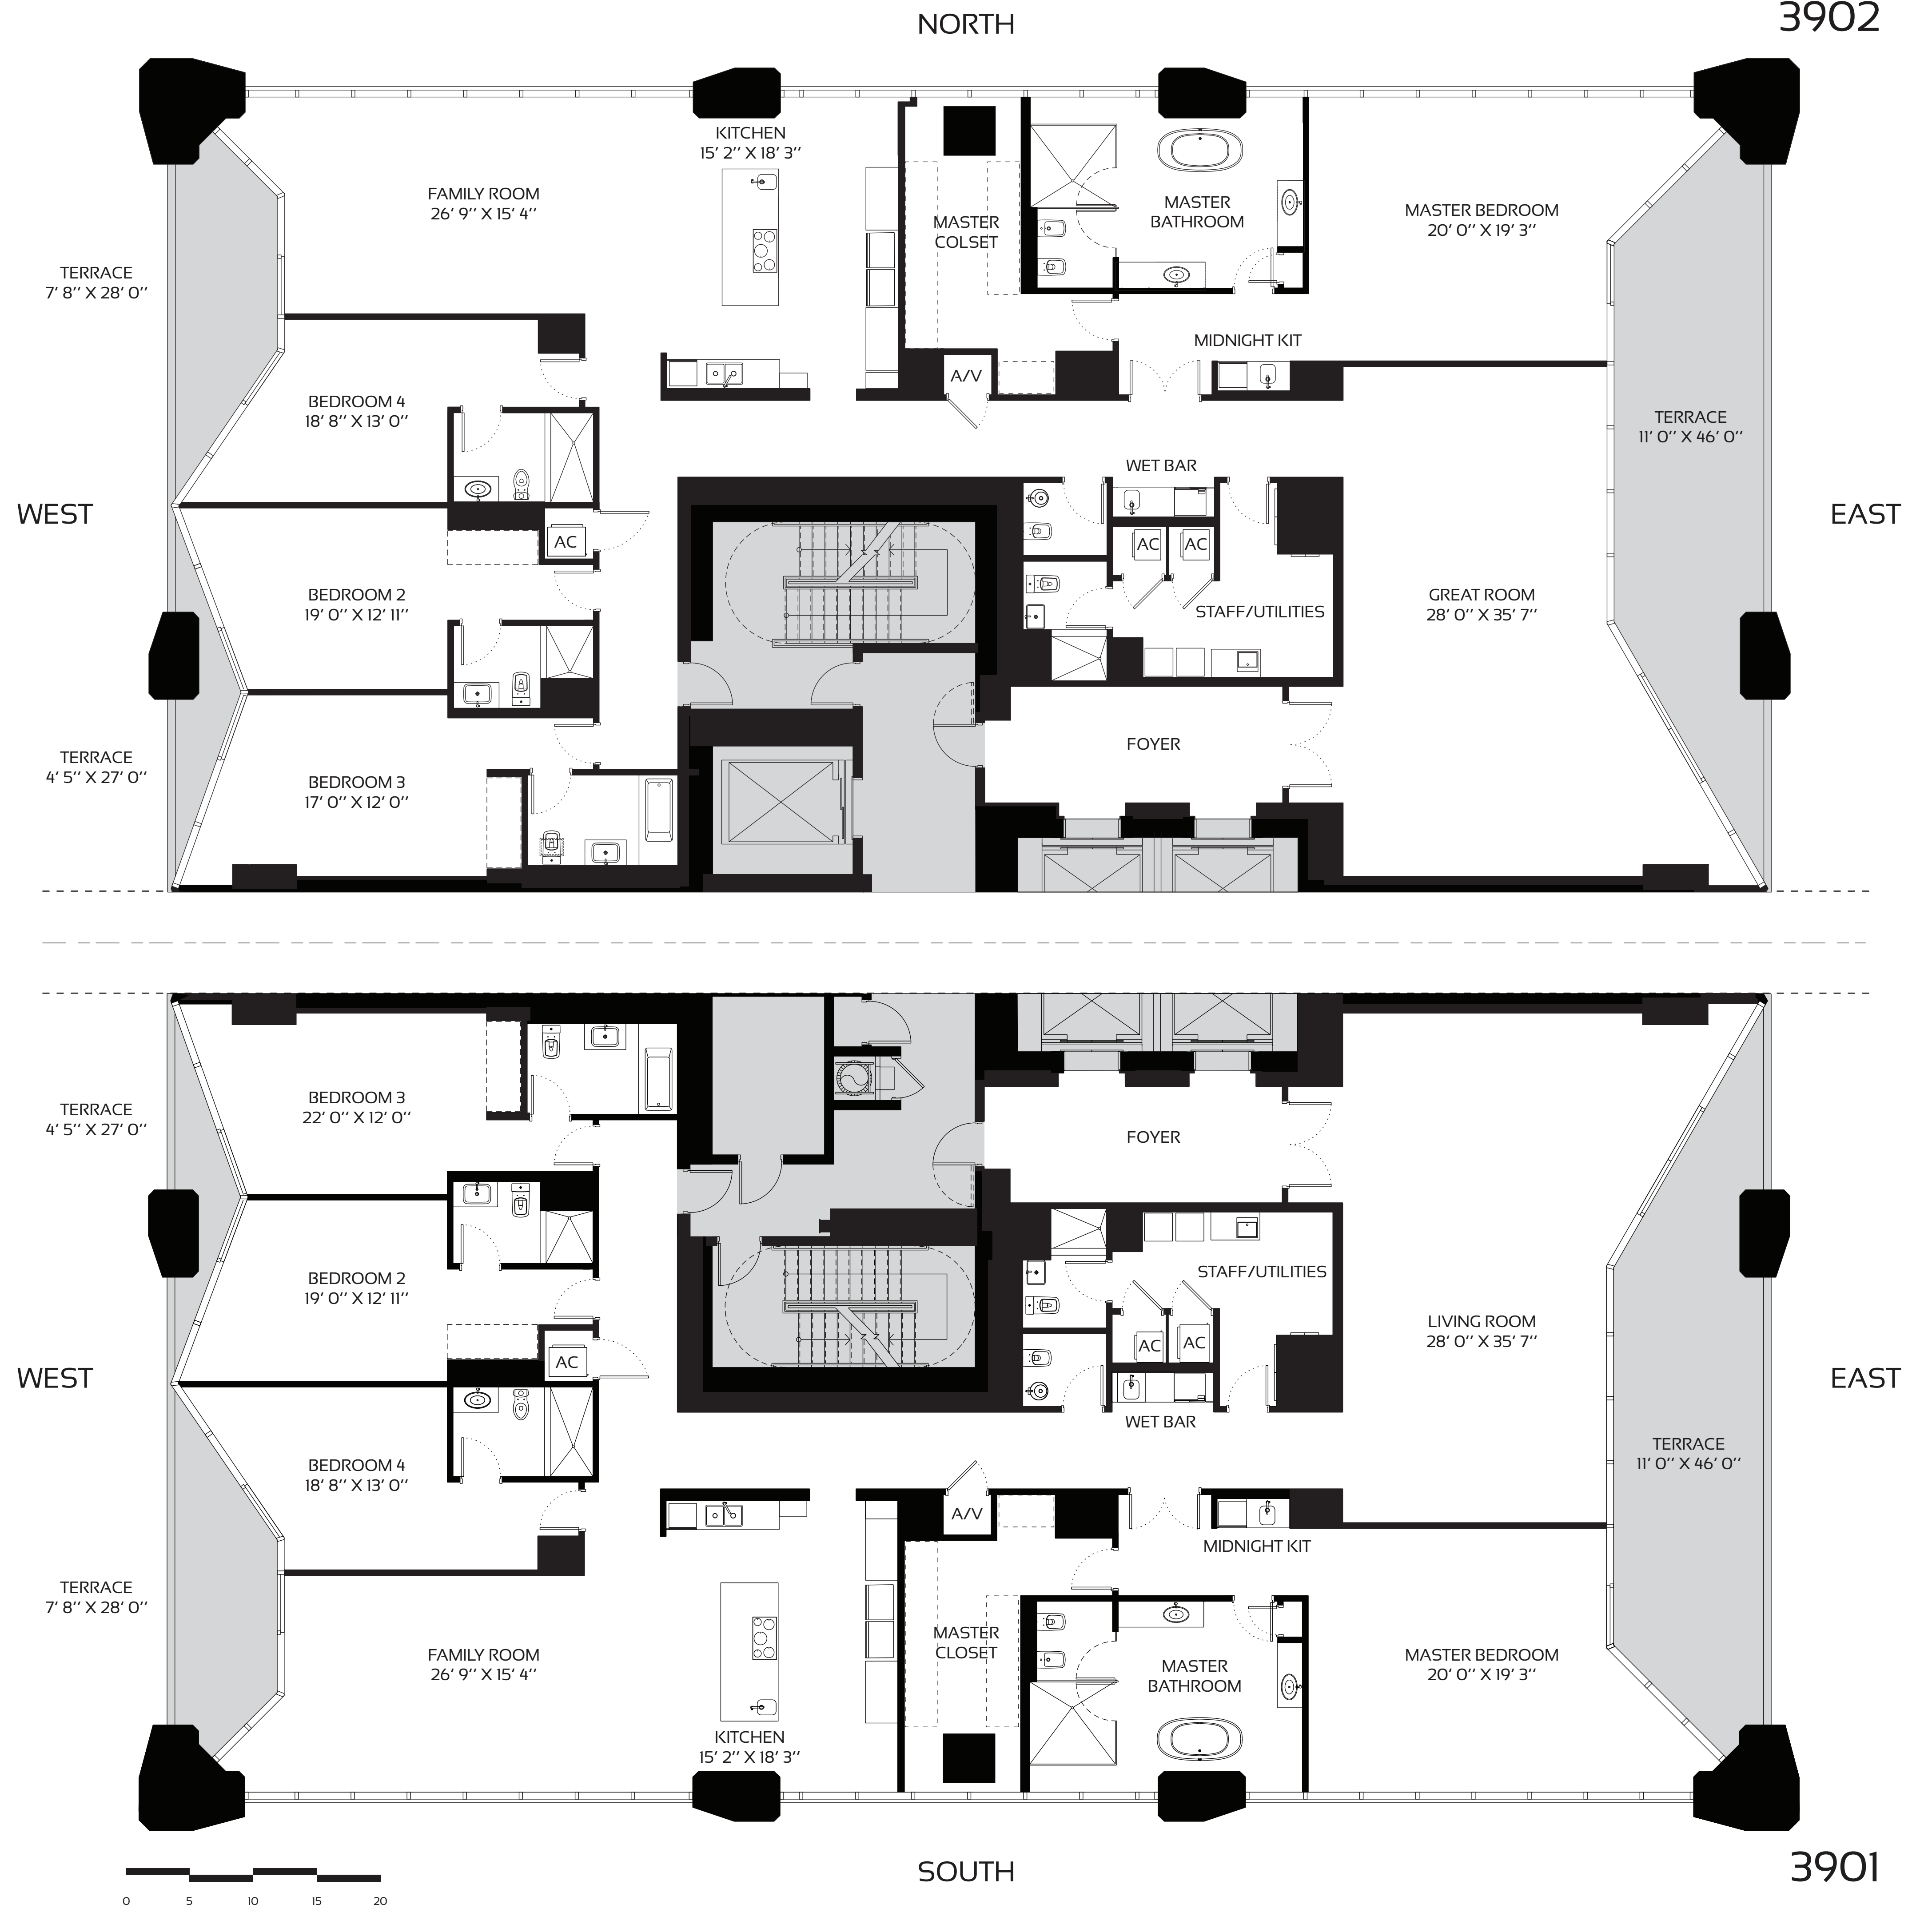 NORTH
3902
KITCHEN
15' 2'' X 18' 3''
FAMILY ROOM
26' 9'' X 15' 4''
MASTER
COLSET
MASTER
BATHROOM
MASTER BEDROOM
20' 0'' X 19' 3''
TERRACE
7' 8'' X 28' 0''
MIDNIGHT KIT
A/V
BEDROOM 4
18' 8'' X 13' 0''
TERRACE
11' 0'' X 46' 0''
WET BAR
WEST
EAST
AC
AC
AC
BEDROOM 2
19' 0'' X 12' 11''
STAFF/UTILITIES
GREAT ROOM
28' 0'' X 35' 7''
FOYER
TERRACE
4' 5'' X 27' 0''
BEDROOM 3
17' 0'' X 12' 0''
BEDROOM 3
22' 0'' X 12' 0''
TERRACE
4' 5'' X 27' 0''
FOYER
BEDROOM 2
19' 0'' X 12' 11''
STAFF/UTILITIES
LIVING ROOM
28' 0'' X 35' 7''
AC
AC
AC
WEST
EAST
WET BAR
BEDROOM 4
18' 8'' X 13' 0''
TERRACE
11' 0'' X 46' 0''
A/V
MIDNIGHT KIT
TERRACE
7' 8'' X 28' 0''
FAMILY ROOM
26' 9'' X 15' 4''
MASTER
CLOSET
MASTER
BATHROOM
MASTER BEDROOM
20' 0'' X 19' 3''
KITCHEN
15' 2'' X 18' 3''
SOUTH
3901
0 5 10 15 20